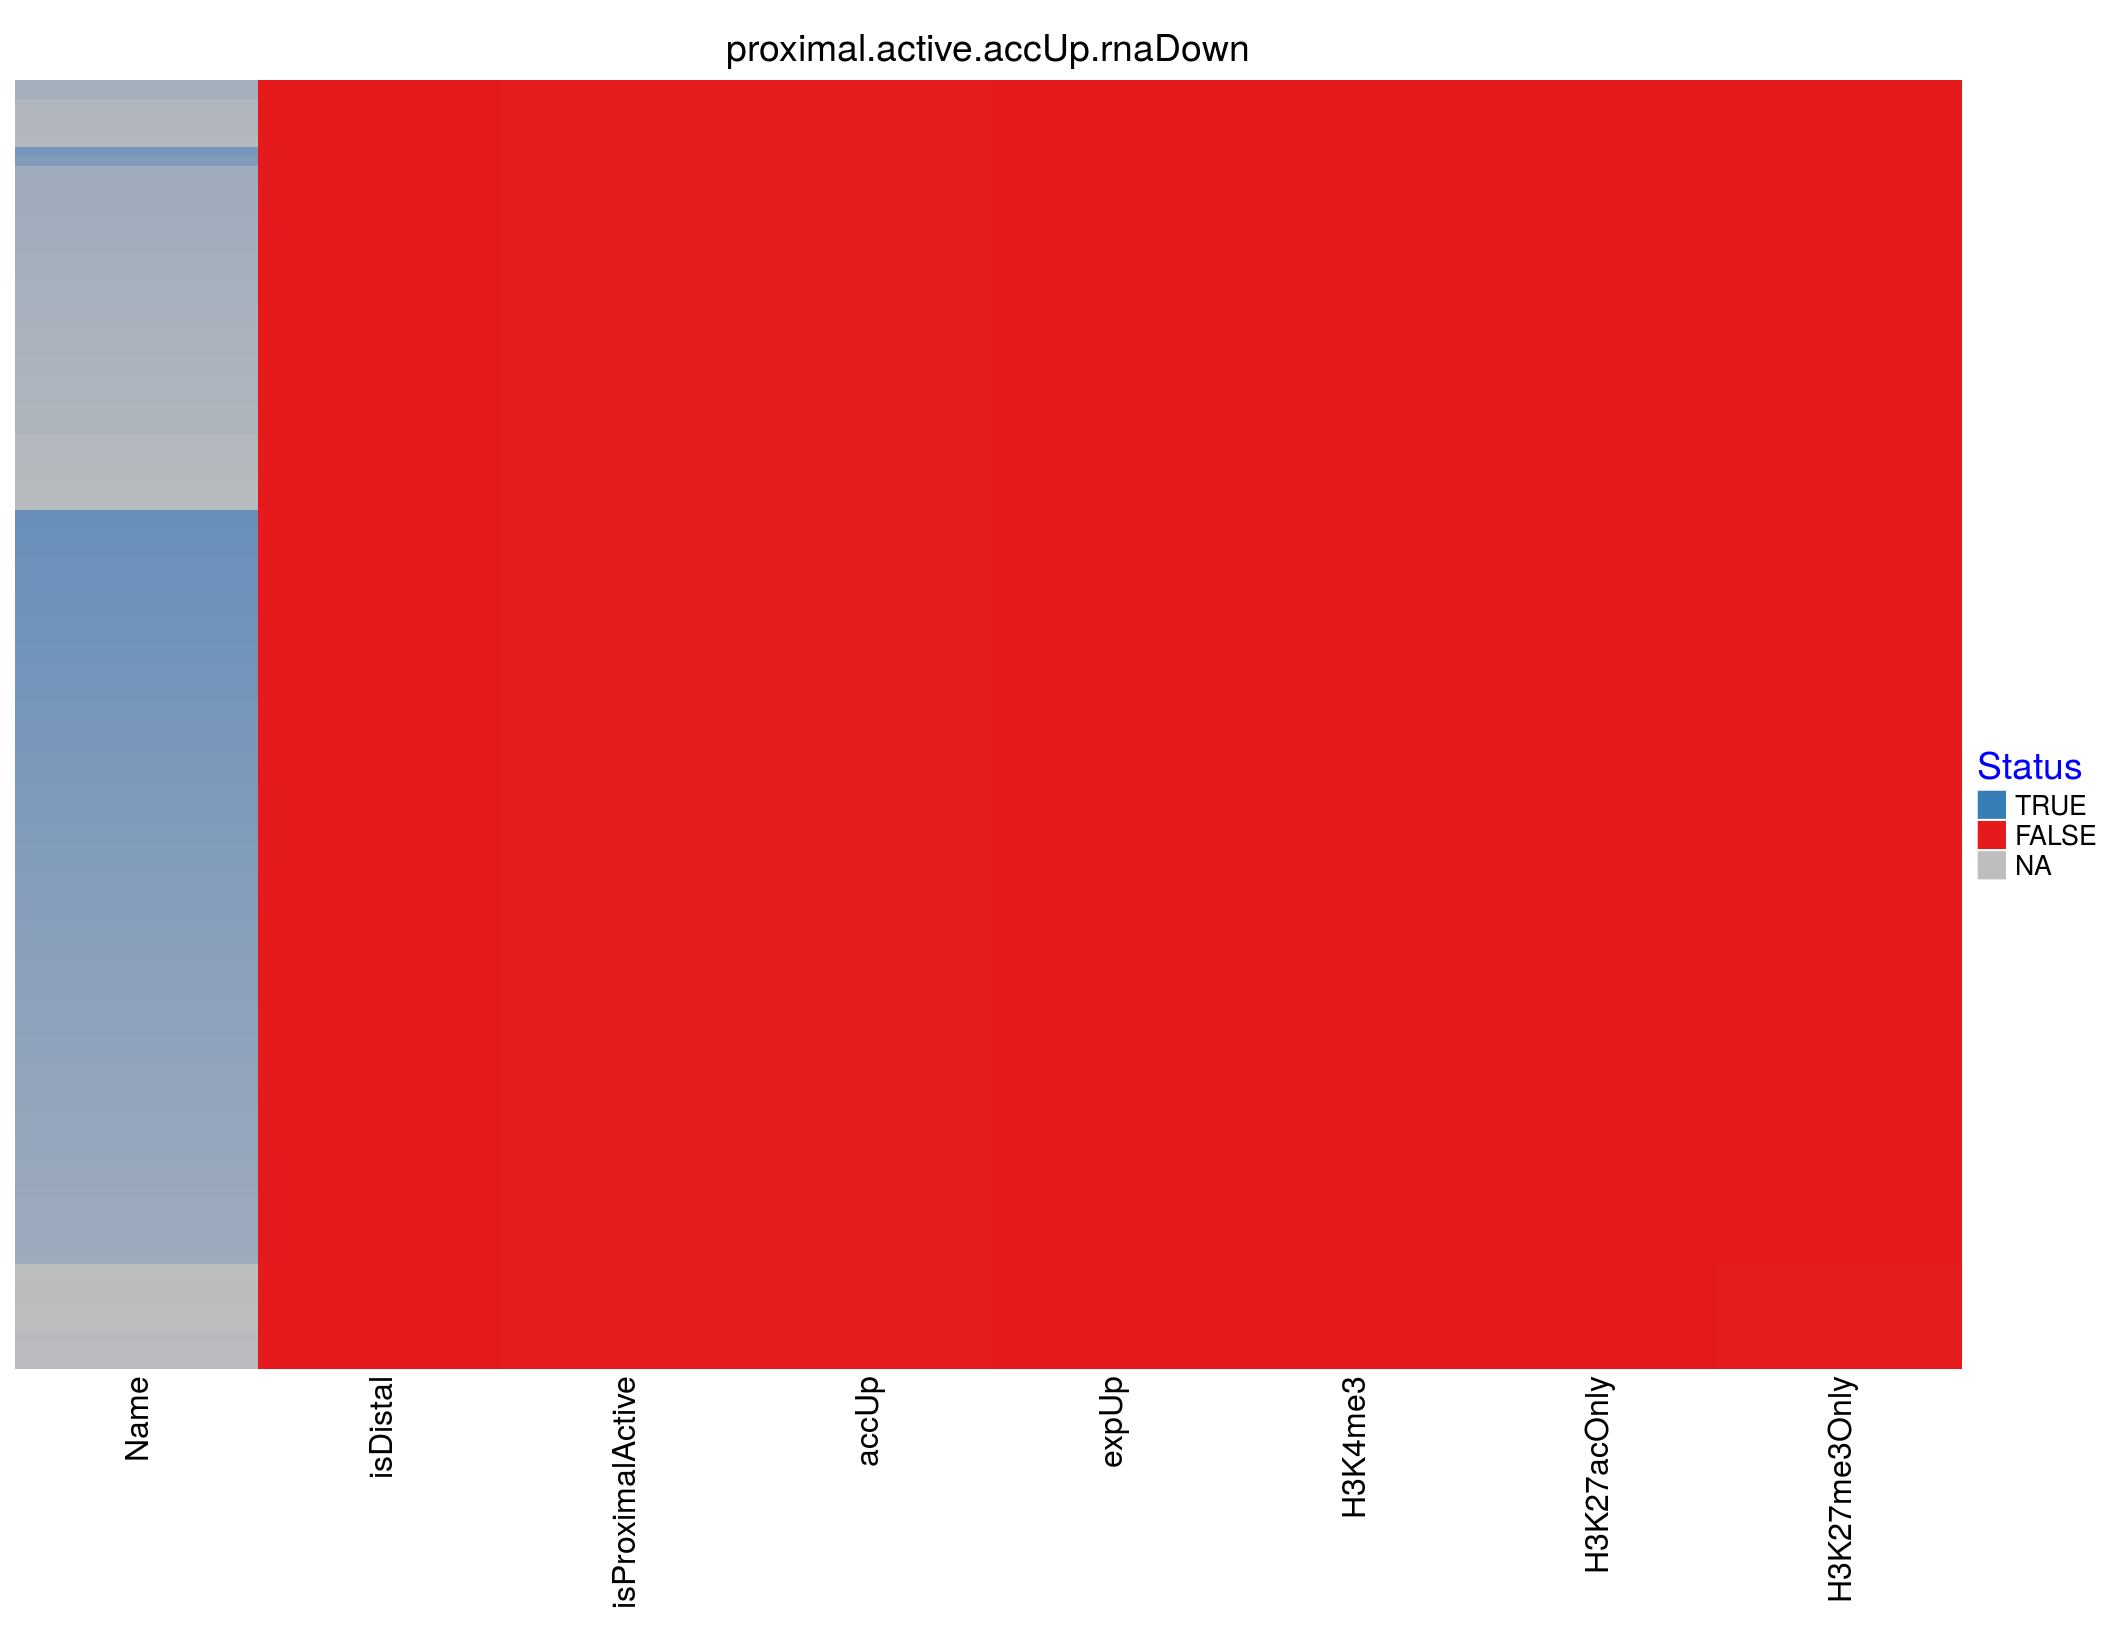 proximal.active.accUp.rnaDown
Status
TRUE
FALSE
NA
Name
isDistal
isProximalActive
accUp
expUp
H3K4me3
H3K27acOnly
H3K27me3Only